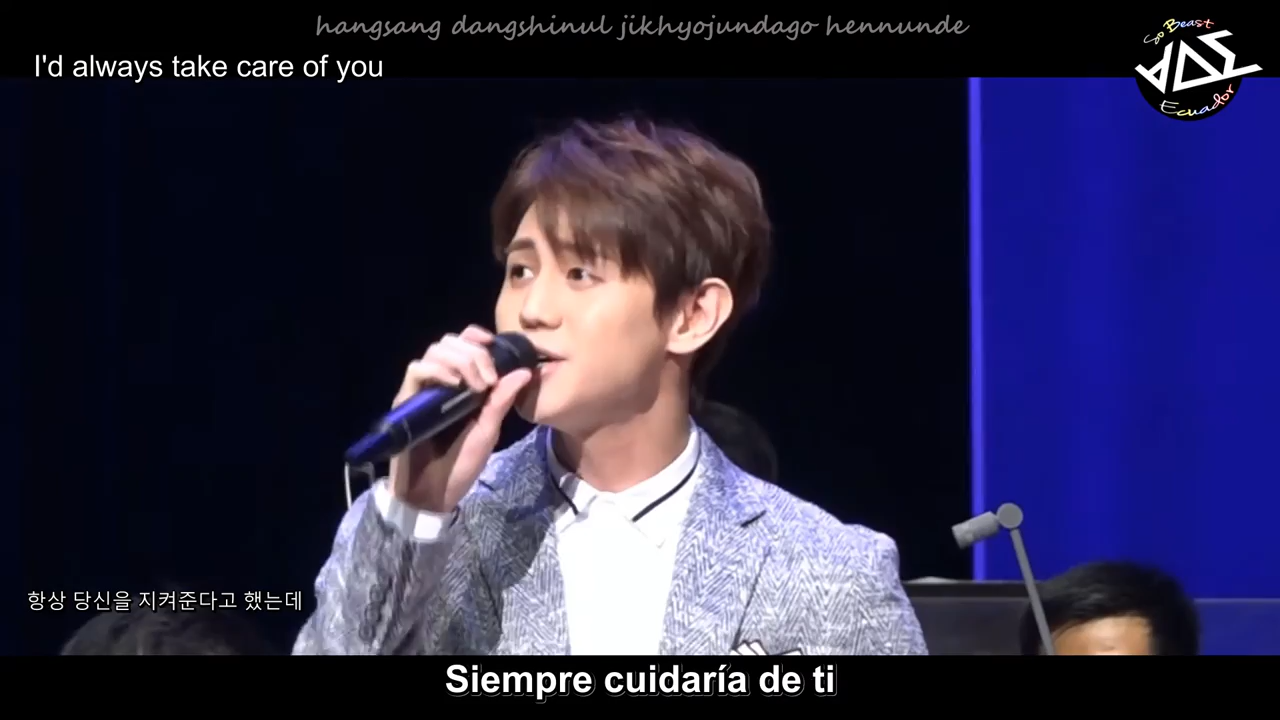 hangsang dangshinul jikhyojundago hennunde
So Beast
I'd always take care of you
Ecuador
항상 당신을 지켜준다고 했는데
Siempre cuidaría de ti